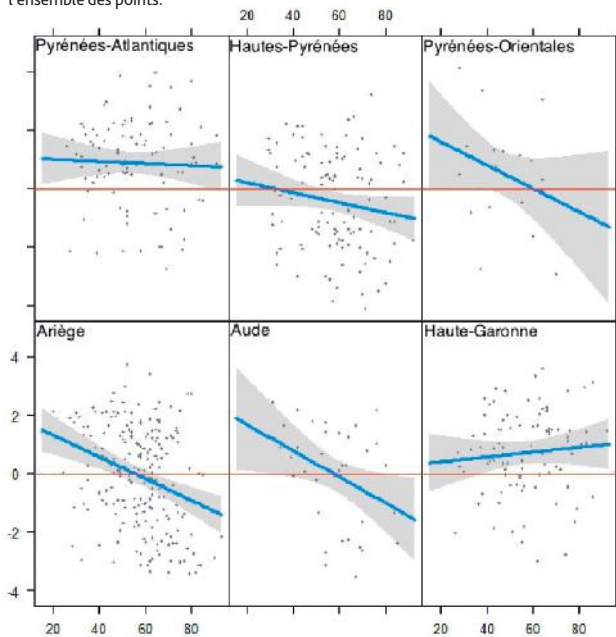 l'ensemble des points.
40 60 80
Pyrénées-Atlantiques Hautes-Pyrénées Pyrénées-Orientales
Ariège Aude Haute-Garonne
4
2
0
-2
-4
20 40 60 80 20 40 60 80